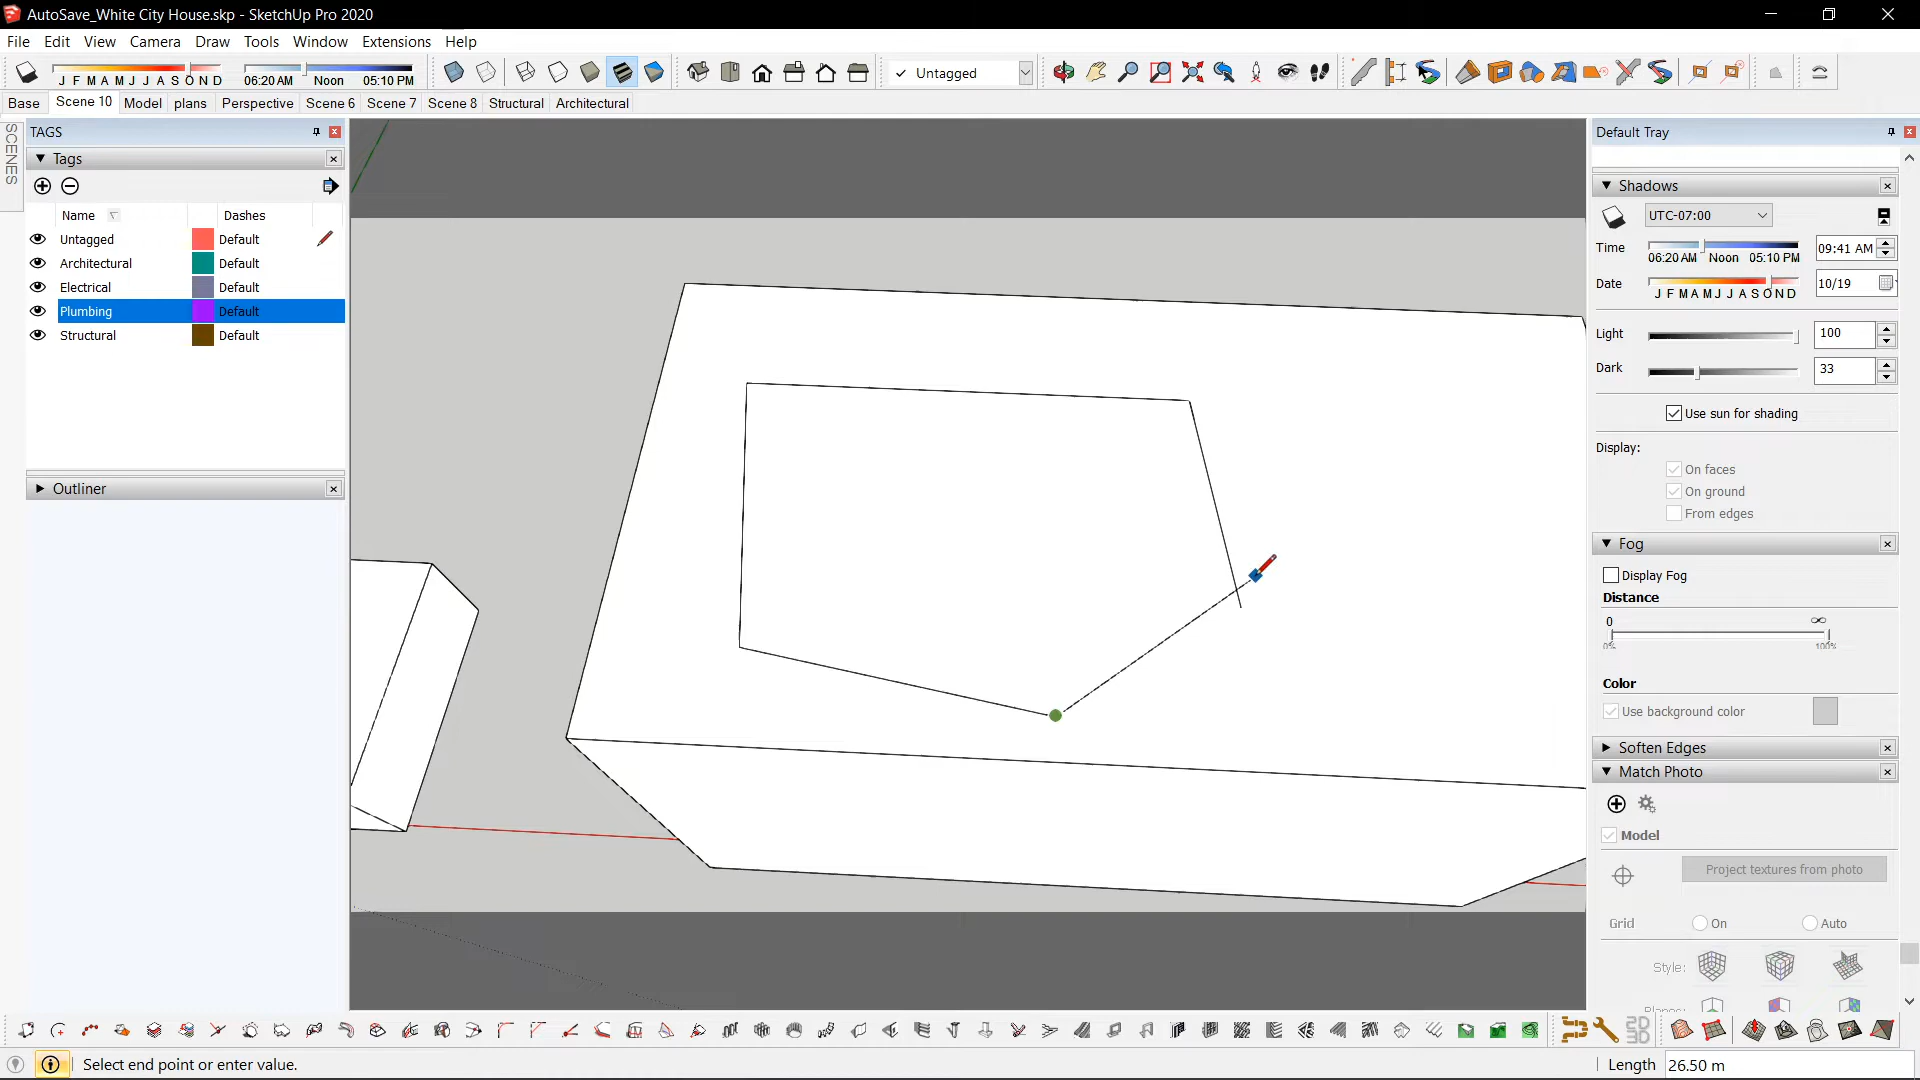 AutoSave_White City House.skp - SketchUp Pro 2020
File Edit View Camera Draw Tools Window Extensions Help
J F M A M J J A S O N D 06:20 AM Noon 05:10 PM Untagged
Base Scene 10 Model plans Perspective Scene 6 Scene 7 Scene 8 Structural Architectural
SCENES
TAGS
Tags
Name Dashes
Untagged Default
Architectural Default
Electrical Default
Plumbing Default
Structural Default
Outliner
Default Tray
Shadows
UTC-07:00
Time 09:41 AM
06:20 AM Noon 05:10 PM
Date 10/19
J F M A M J J A S O N D
Light 100
Dark 33
Use sun for shading
Display:
On faces
On ground
From edges
Fog
Display Fog
Distance
0 ∞
0% 100%
Color
Use background color
Soften Edges
Match Photo
Model
Project textures from photo
Grid On Auto
Style:
2D
3D
Select end point or enter value.
Length 26.50 m